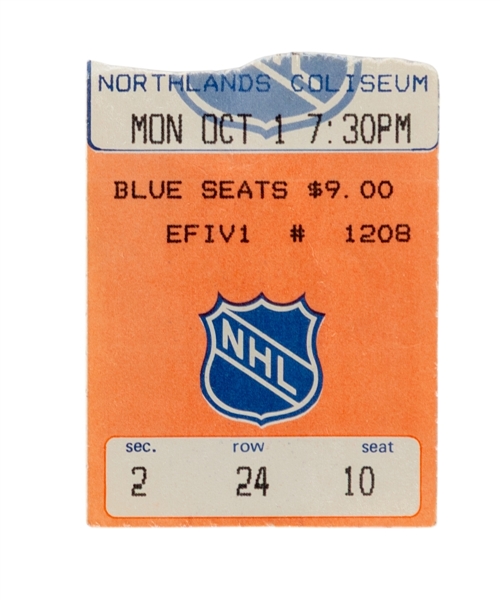 NORTHLANDS COLISEUM
MON OCT 1 7:30PM
BLUE SEATS $9.00
EFIV1 # 1208
NHL
sec. row seat
2 24 10